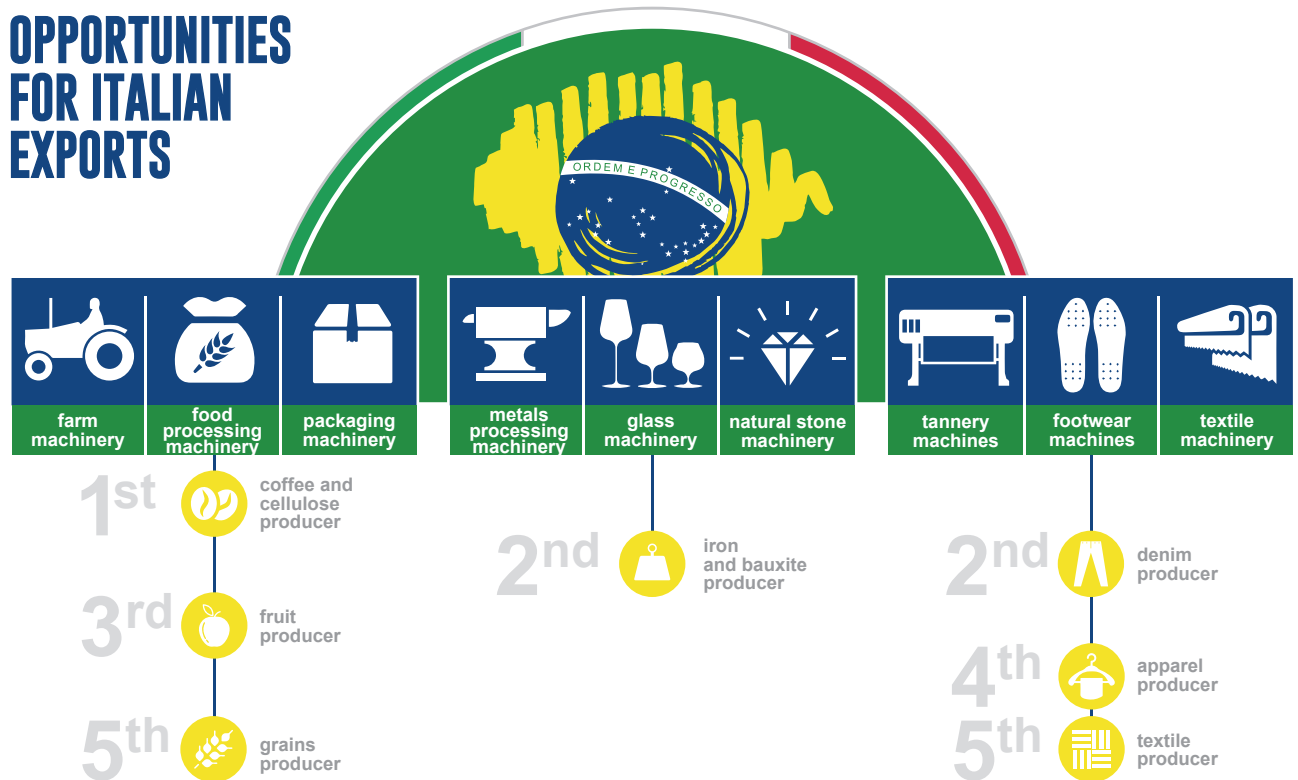 OPPORTUNITIES
FOR ITALIAN
EXPORTS
ORDEM E PROGRESSO
farm
machinery
food
processing
machinery
packaging
machinery
metals
processing
machinery
glass
machinery
natural stone
machinery
tannery
machines
footwear
machines
textile
machinery
1st
coffee and
cellulose
producer
3rd
fruit
producer
5th
grains
producer
2nd
iron
and bauxite
producer
2nd
denim
producer
4th
apparel
producer
5th
textile
producer